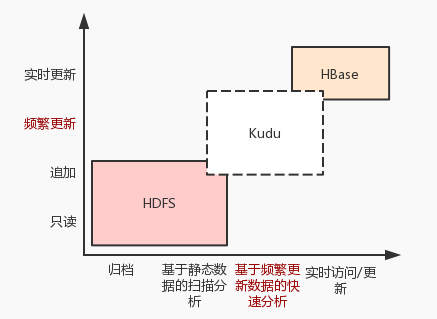 实时更新
HBase
频繁更新
Kudu
追加
HDFS
只读
归档
基于静态数
据的扫描分
析
基于频繁更
新数据的快
速分析
实时访问/更
新